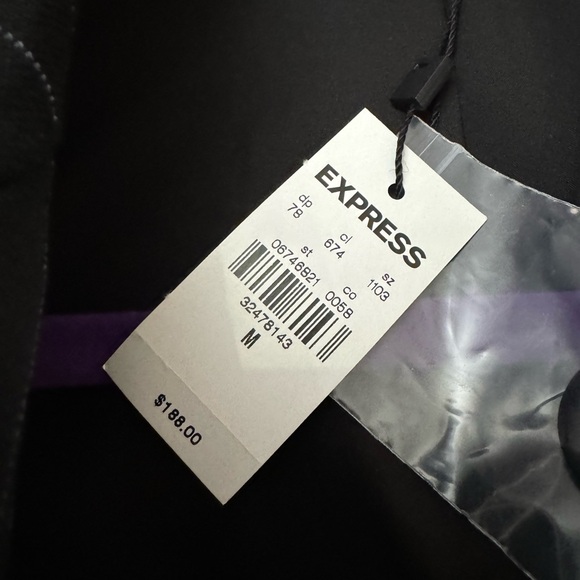 EXPRESS
dp cl sz
78 674 1103
st co
06746821 0058
32478143
M
$188.00